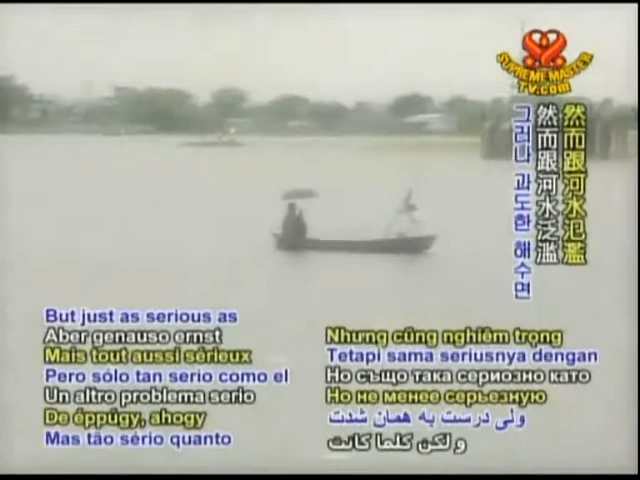 SUPREME MASTER
TV.com
然而跟河水氾濫
然而跟河水泛滥
그러나 과도한 해수면
But just as serious as
Aber genauso ernst
Mais tout aussi sérieux
Pero sólo tan serio como el
Un altro problema serio
De éppúgy, ahogy
Mas tão sério quanto
Nhưng cũng nghiêm trọng
Tetapi sama seriusnya dengan
Но също така сериозно като
Но не менее серьезную
ولی درست به همان شدت
و لكن كلما كانت